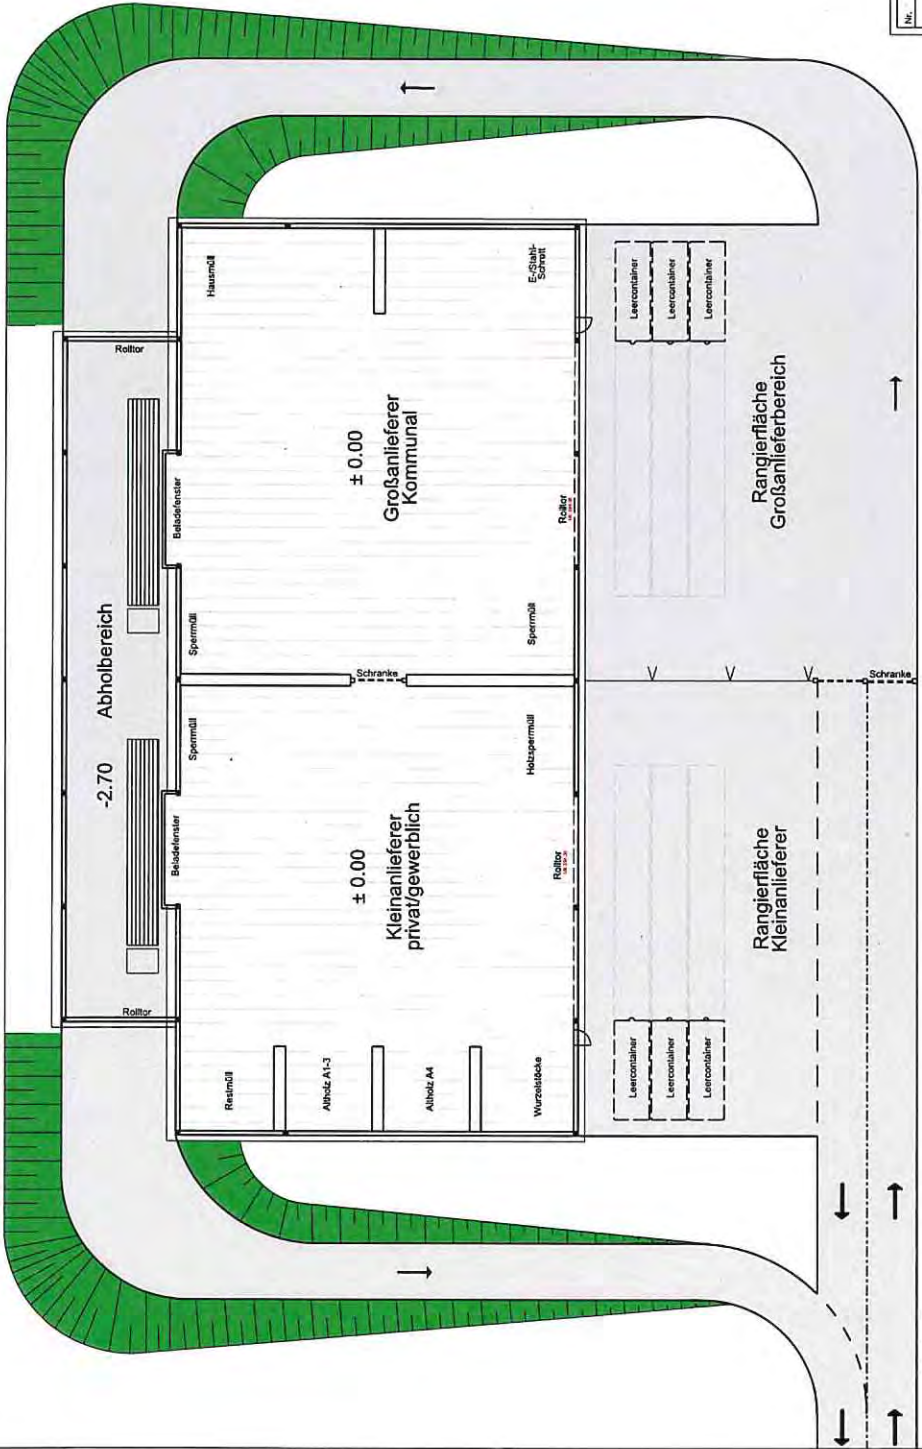 Nr.
Rolltor
-2.70 Abholbereich
Rolltor
Hausmüll
Beladefenster
Sperrmüll
E-/Stahl-
Schrott
± 0.00
Großanlieferer
Kommunal
Rolltor
Sperrmüll
Schranke
Sperrmüll
Beladefenster
Holzsperrmüll
± 0.00
Kleinanlieferer
privat/gewerblich
Rolltor
Restmüll
Altholz A1-3
Altholz A4
Wurzelstöcke
Leercontainer
Leercontainer
Leercontainer
Rangierfläche
Großanlieferbereich
Schranke
Rangierfläche
Kleinanlieferer
Leercontainer
Leercontainer
Leercontainer